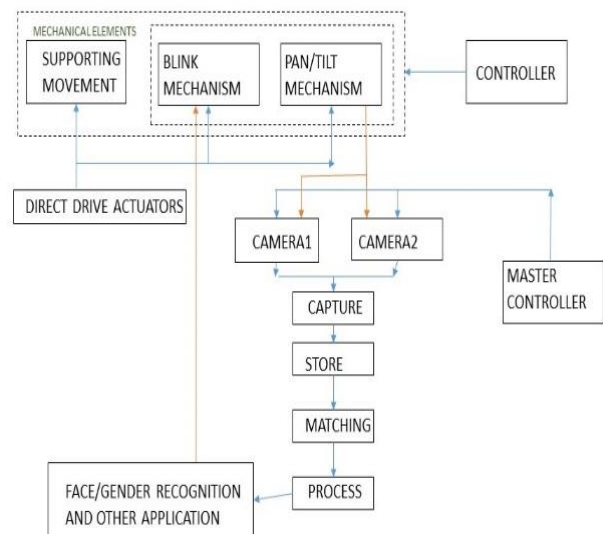 MECHANICAL ELEMENTS
SUPPORTING
MOVEMENT
BLINK
MECHANISM
PAN/TILT
MECHANISM
CONTROLLER
DIRECT DRIVE ACTUATORS
CAMERA1
CAMERA2
MASTER
CONTROLLER
CAPTURE
STORE
MATCHING
PROCESS
FACE/GENDER RECOGNITION
AND OTHER APPLICATION